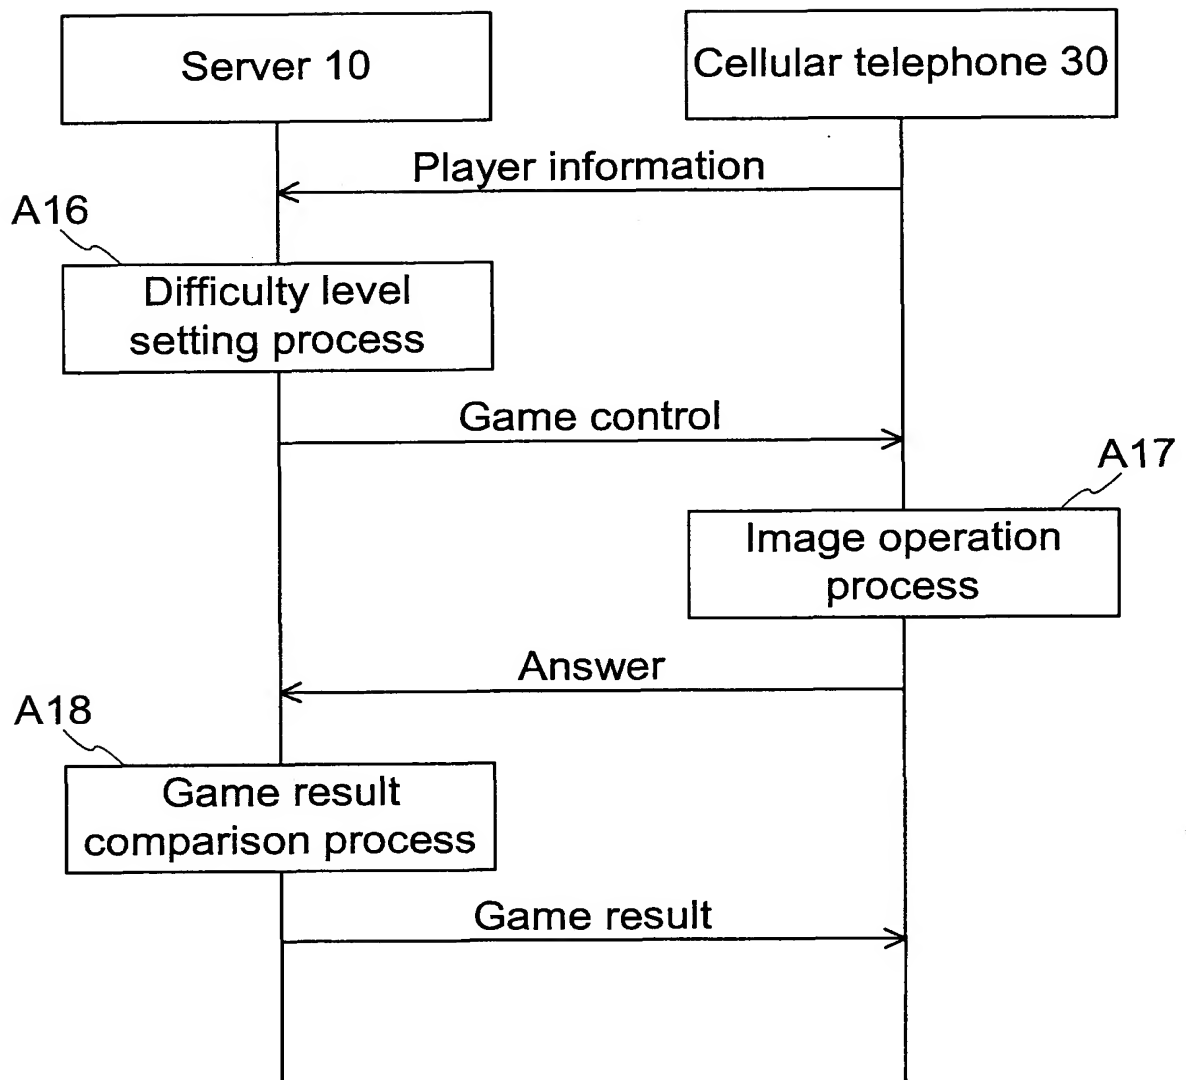 Server 10
Cellular telephone 30
Player information
A16
Difficulty level
setting process
Game control
A17
Image operation
process
Answer
A18
Game result
comparison process
Game result